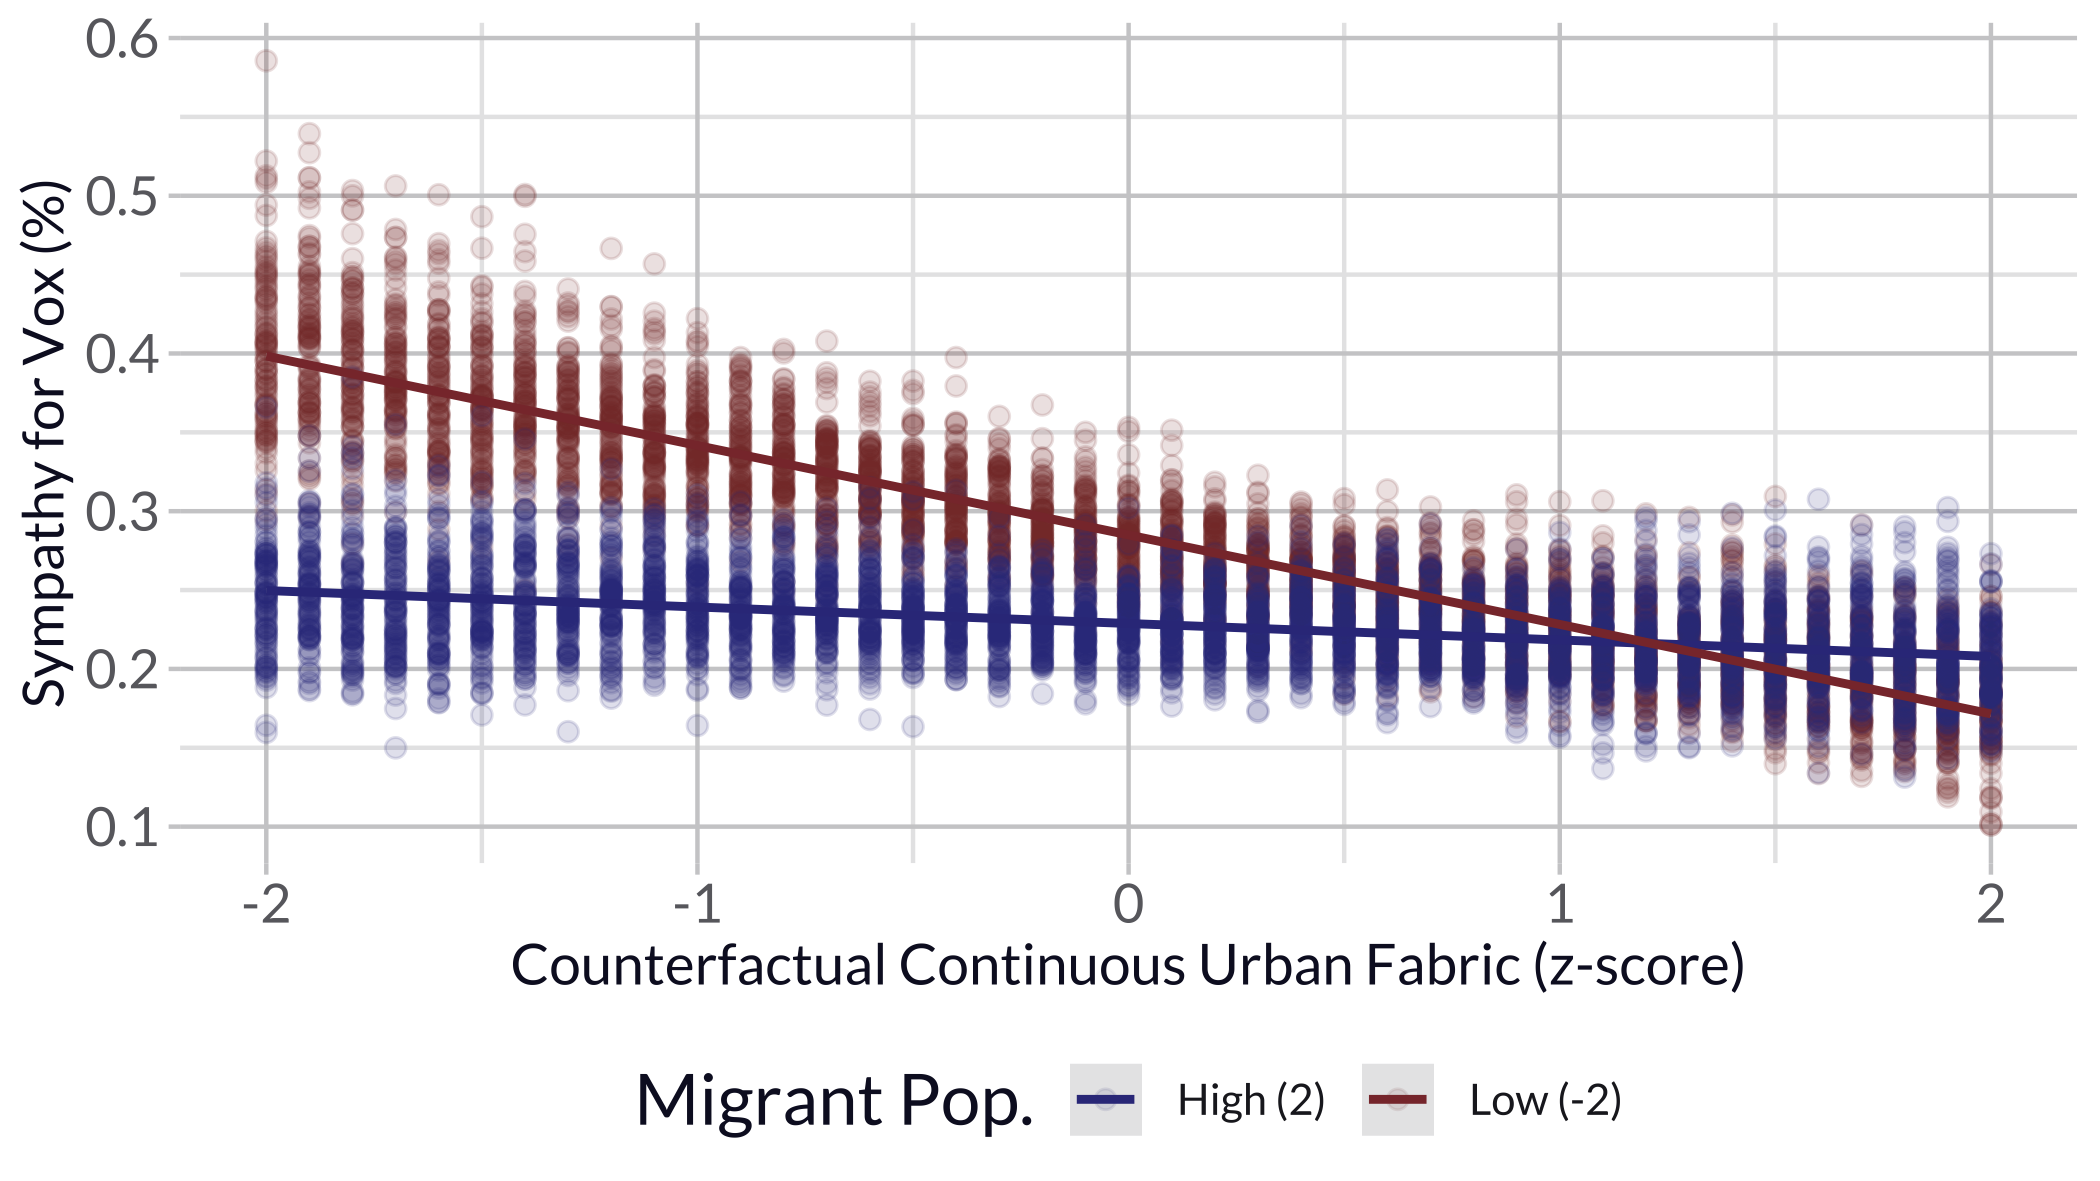 Sympathy for Vox (%)
0.6
0.5
0.4
0.3
0.2
0.1
-2 -1 0 1 2
Counterfactual Continuous Urban Fabric (z-score)
Migrant Pop. High (2) Low (-2)